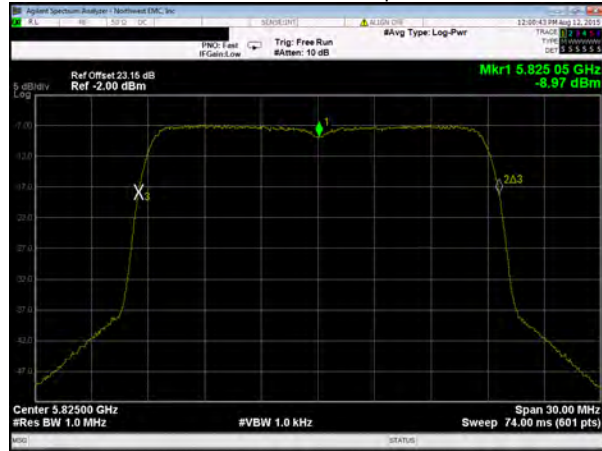 Agilent Spectrum Analyzer - Northwest EMC, Inc
RL RF 50 Ω DC SENSE:INT ALIGN OFF 12:00:43 PM Aug 12, 2015
#Avg Type: Log-Pwr TRACE 1 2 3 4 5 6
PNO: Fast Trig: Free Run TYPE
IFGain:Low #Atten: 10 dB DET S S S S S S
Mkr1 5.825 05 GHz
Ref Offset 23.15 dB
5 dB/div Ref -2.00 dBm -8.97 dBm
Log
1
-7.00
-12.0
-17.0
2Δ3
3
-22.0
-27.0
-32.0
-37.0
-42.0
-47.0
Center 5.82500 GHz Span 30.00 MHz
#Res BW 1.0 MHz #VBW 1.0 kHz Sweep 74.00 ms (601 pts)
MSG STATUS